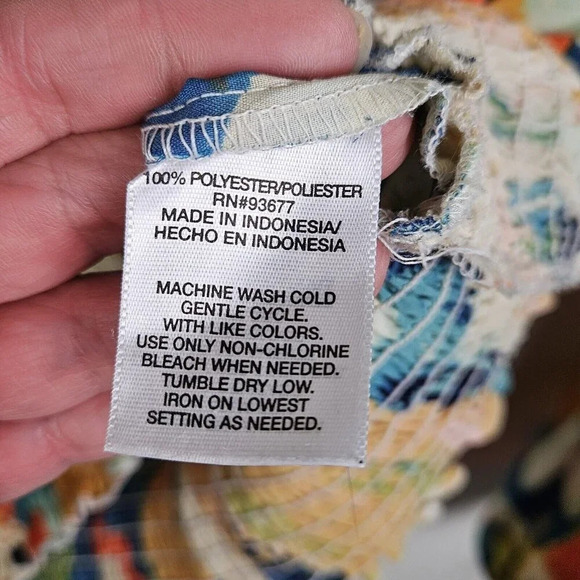 100% POLYESTER/POLIESTER
RN#93677
MADE IN INDONESIA/
HECHO EN INDONESIA
MACHINE WASH COLD
GENTLE CYCLE.
WITH LIKE COLORS.
USE ONLY NON-CHLORINE
BLEACH WHEN NEEDED.
TUMBLE DRY LOW.
IRON ON LOWEST
SETTING AS NEEDED.